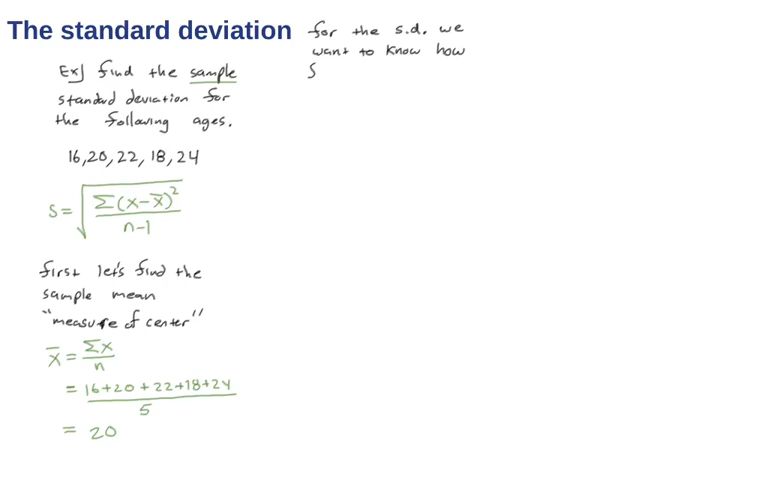 The standard deviation
Ex] find the sample
standard deviation for
the following ages.
16, 20, 22, 18, 24
S = √(Σ(x-x̄)²/(n-1))
first let's find the
sample mean
"measure of center"
x̄ = Σx/n
= (16+20+22+18+24)/5
= 20
for the s.d. we
want to know how
S